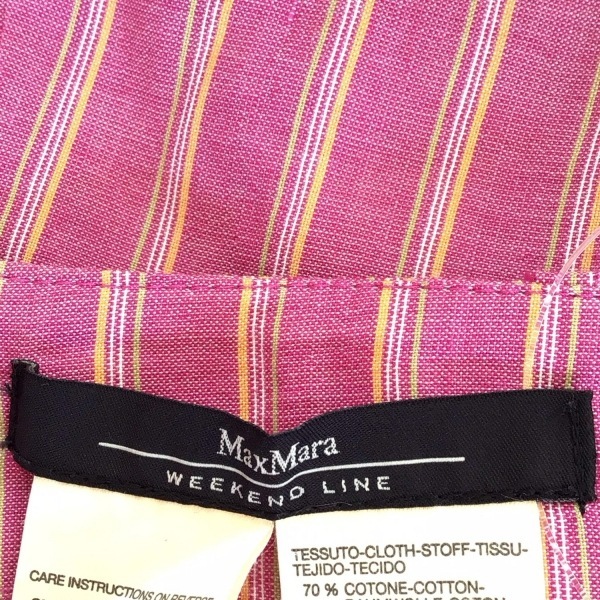 MaxMara
WEEKEND LINE
CARE INSTRUCTIONS ON REVERSE
TESSUTO-CLOTH-STOFF-TISSU-
TEJIDO-TECIDO
70 % COTONE-COTTON-